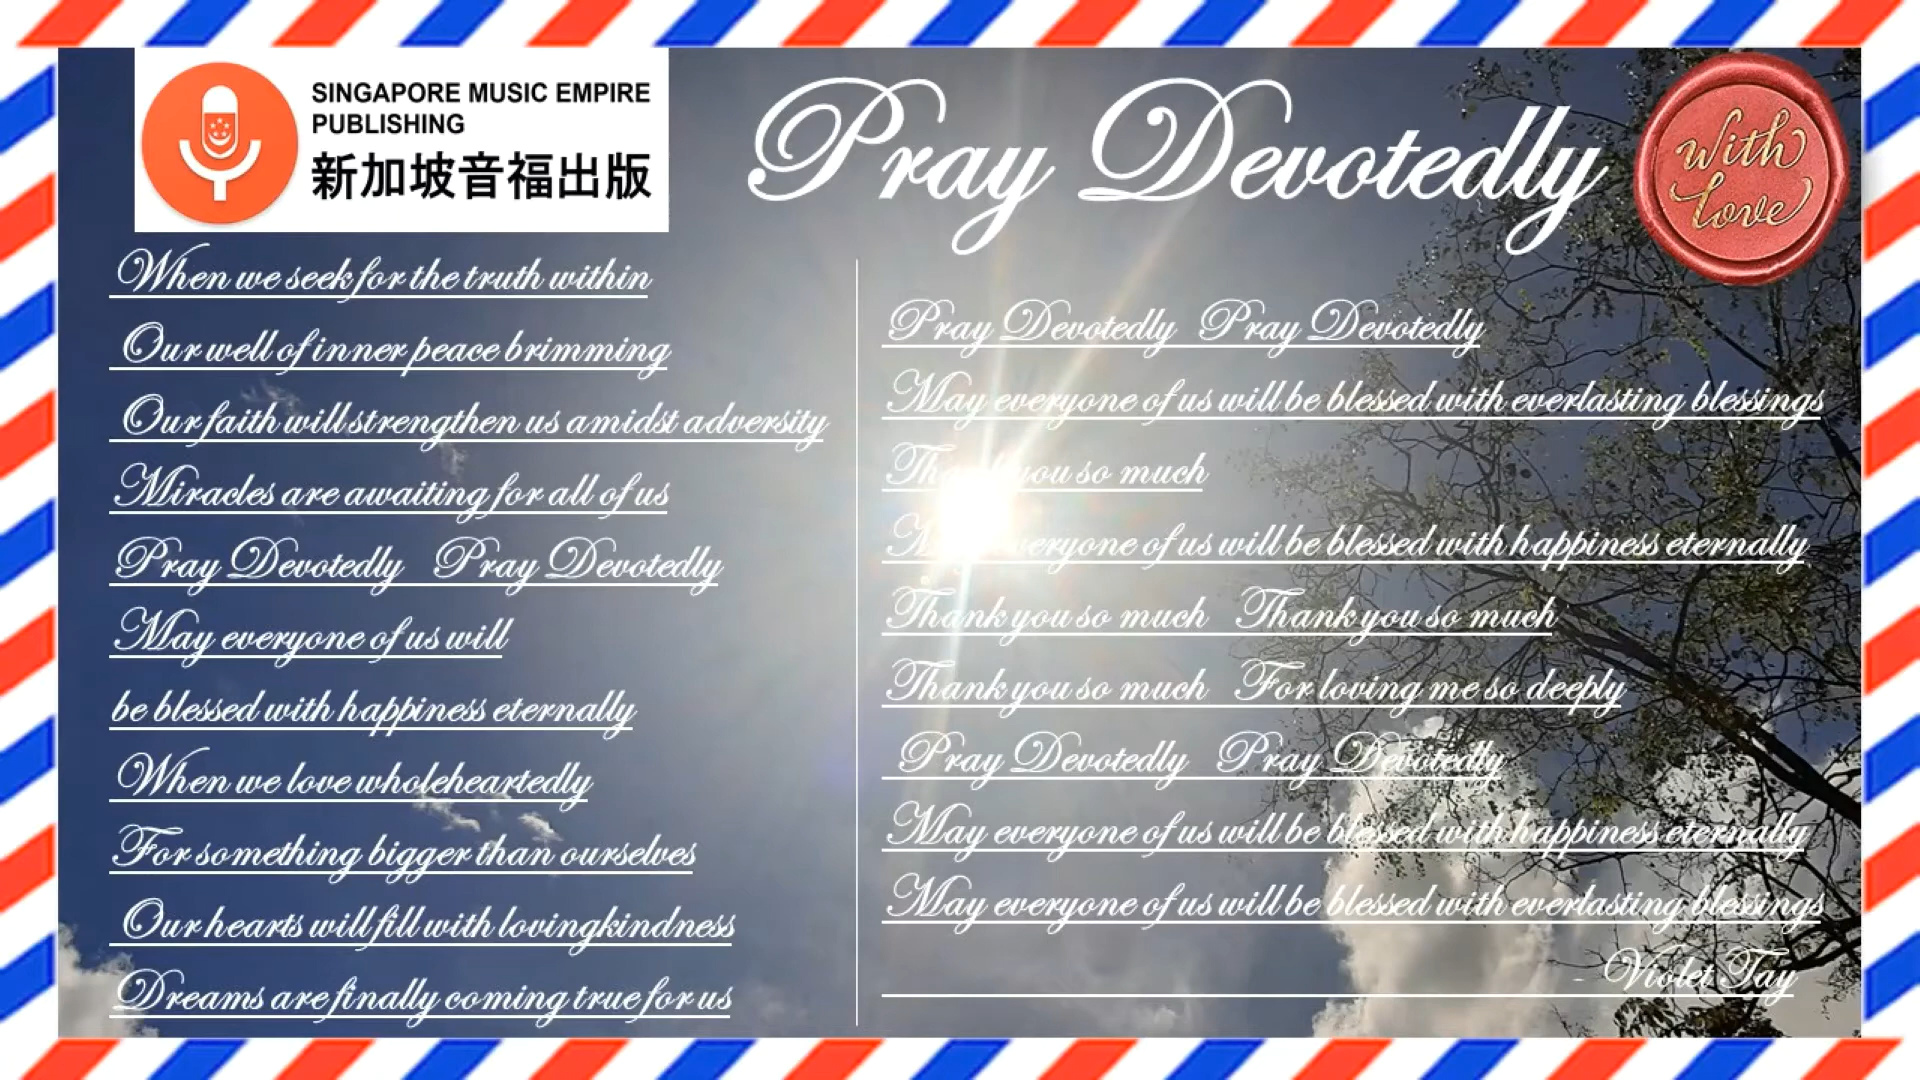 SINGAPORE MUSIC EMPIRE
PUBLISHING
新加坡音福出版
Pray Devotedly
With
Love
When we seek for the truth within
Our well of inner peace brimming
Our faith will strengthen us amidst adversity
Miracles are awaiting for all of us
Pray Devotedly Pray Devotedly
May everyone of us will
be blessed with happiness eternally
When we love wholeheartedly
For something bigger than ourselves
Our hearts will fill with lovingkindness
Dreams are finally coming true for us
Pray Devotedly Pray Devotedly
May everyone of us will be blessed with everlasting blessings
Thank you so much
May everyone of us will be blessed with happiness eternally
Thank you so much Thank you so much
Thank you so much For loving me so deeply
Pray Devotedly Pray Devotedly
May everyone of us will be blessed with happiness eternally
May everyone of us will be blessed with everlasting blessings
- Violet Tay